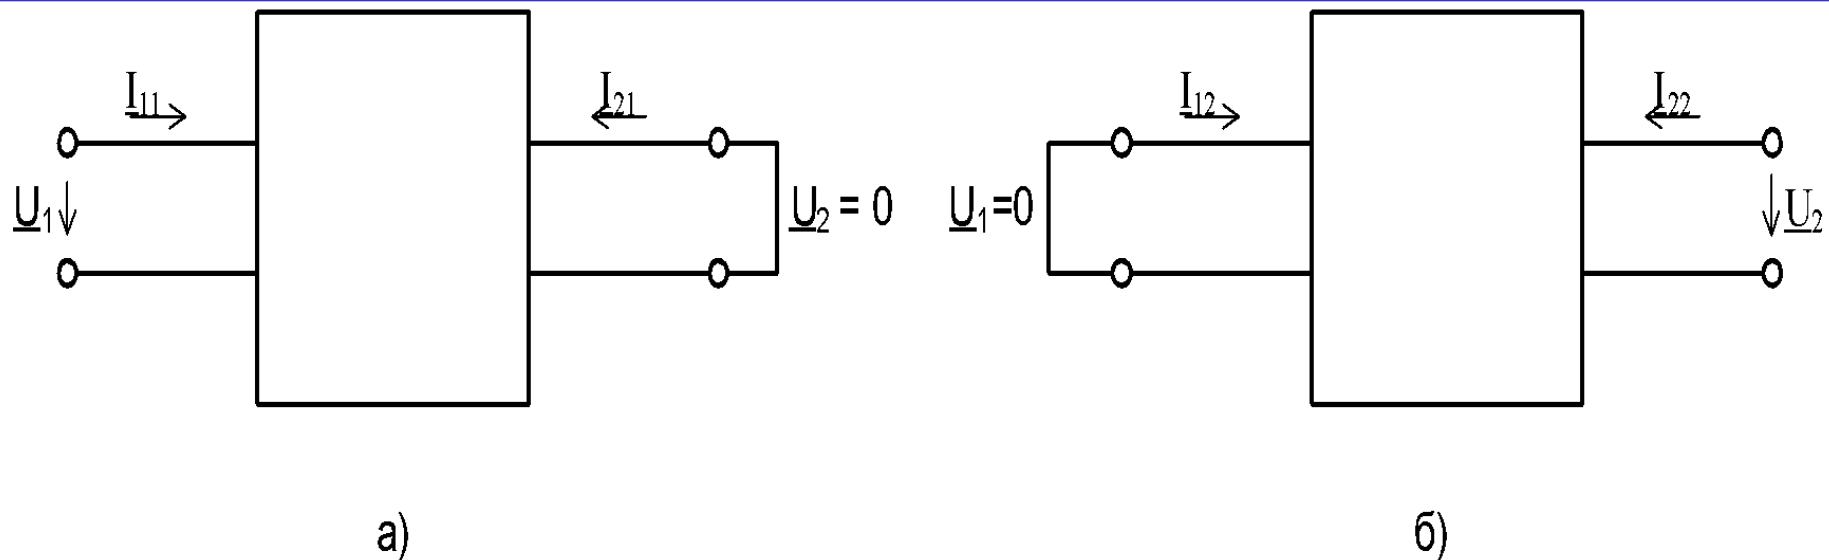 I₁₁
I₂₁
U₁
U₂ = 0
а)
I₁₂
I₂₂
U₁=0
U₂
б)